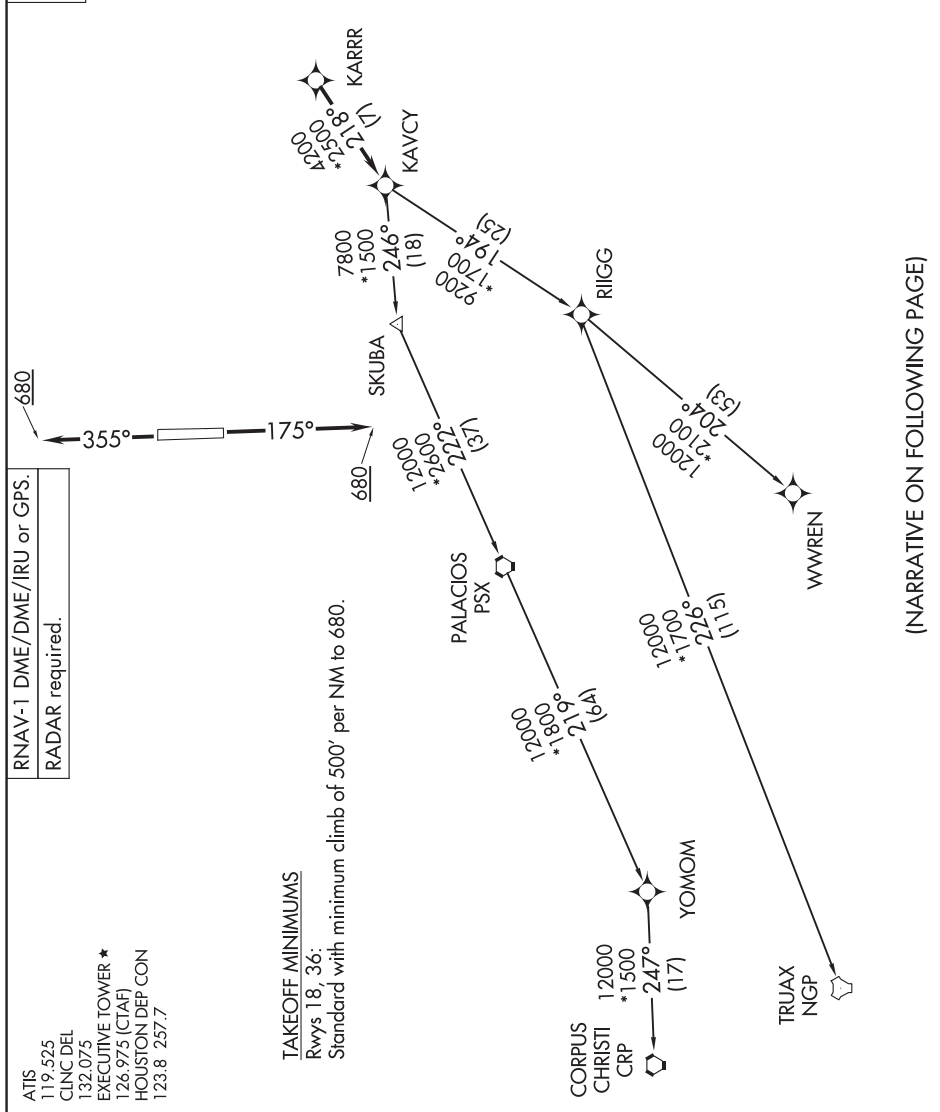 RNAV-1 DME/DME/IRU or GPS.
RADAR required.
ATIS
119.525
CLNC DEL
132.075
EXECUTIVE TOWER ★
126.975 (CTAF)
HOUSTON DEP CON
123.8 257.7
680
355°
175°
680
TAKEOFF MINIMUMS
Rwys 18, 36:
Standard with minimum climb of 500' per NM to 680.
KARRR
4200
*2500
218°
(7)
KAVCY
7800
*1500
246°
(18)
SKUBA
9200
*1700
194°
(25)
RIIGG
12000
*2600
222°
(37)
PALACIOS
PSX
12000
*2100
204°
(53)
WWREN
12000
*1800
219°
(64)
12000
*1700
226°
(115)
YOMOM
12000
*1500
247°
(17)
CORPUS
CHRISTI
CRP
TRUAX
NGP
(NARRATIVE ON FOLLOWING PAGE)